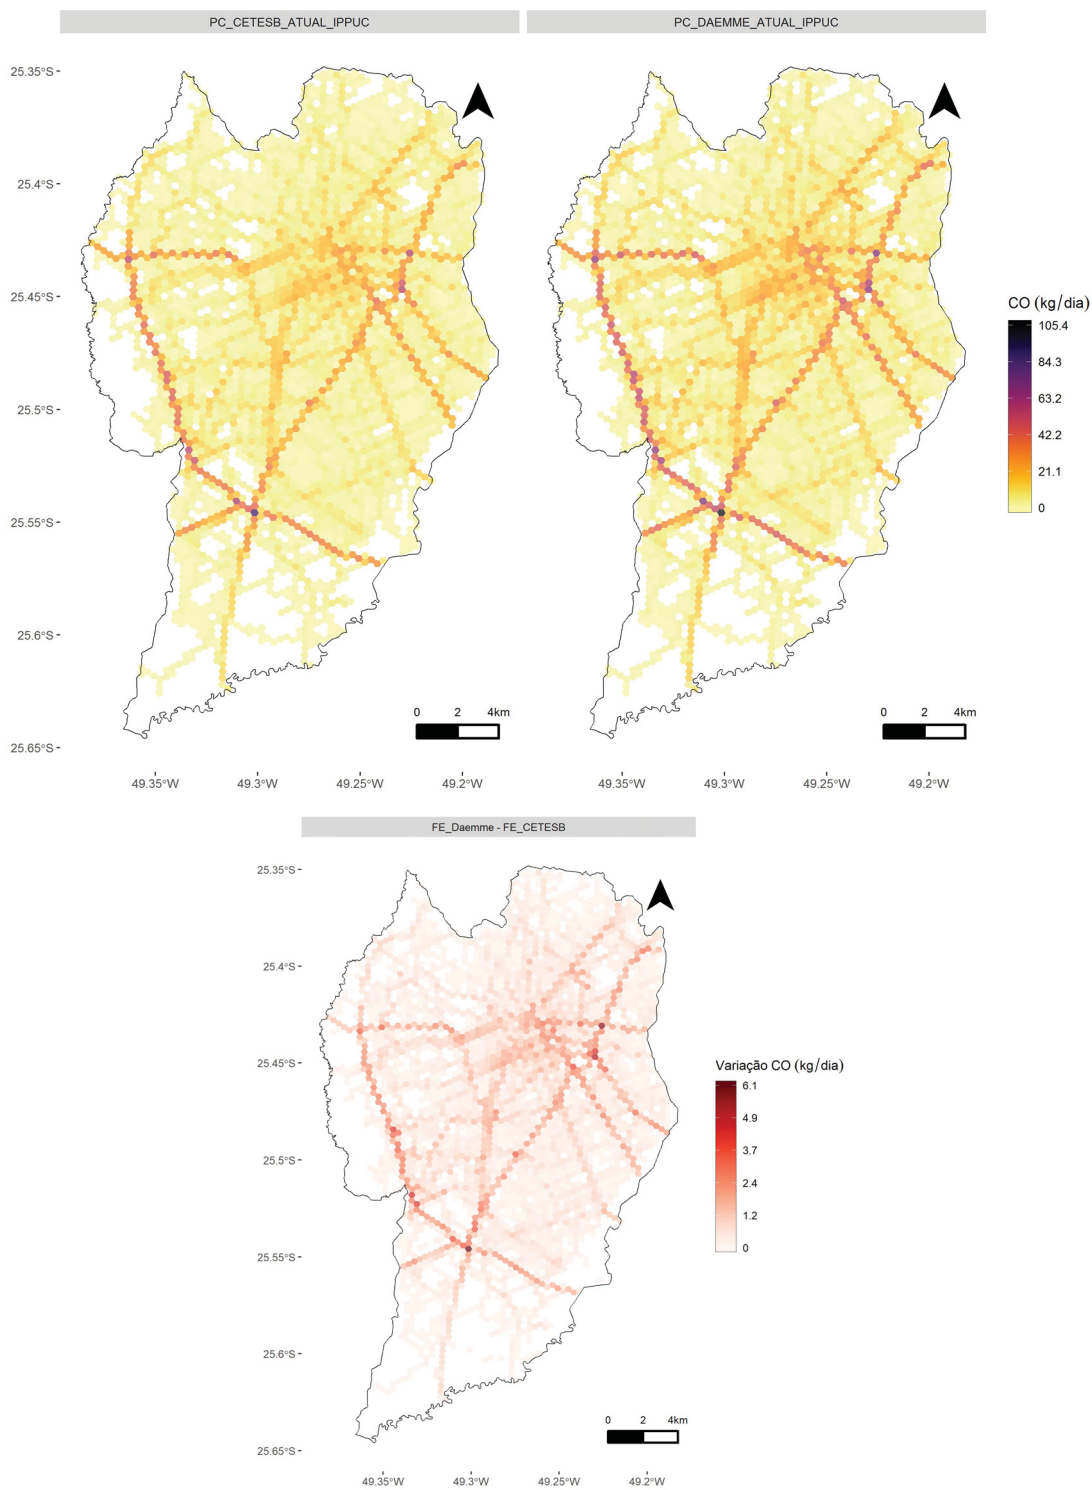 PC_CETESB_ATUAL_IPPUC
PC_DAEMME_ATUAL_IPPUC
25.35°S
25.4°S
25.45°S
25.5°S
25.55°S
25.6°S
25.65°S
0 2 4km
0 2 4km
49.35°W 49.3°W 49.25°W 49.2°W
49.35°W 49.3°W 49.25°W 49.2°W
CO (kg/dia)
105.4
84.3
63.2
42.2
21.1
0
FE_Daemme - FE_CETESB
25.35°S
25.4°S
25.45°S
25.5°S
25.55°S
25.6°S
25.65°S
0 2 4km
49.35°W 49.3°W 49.25°W 49.2°W
Variação CO (kg/dia)
6.1
4.9
3.7
2.4
1.2
0